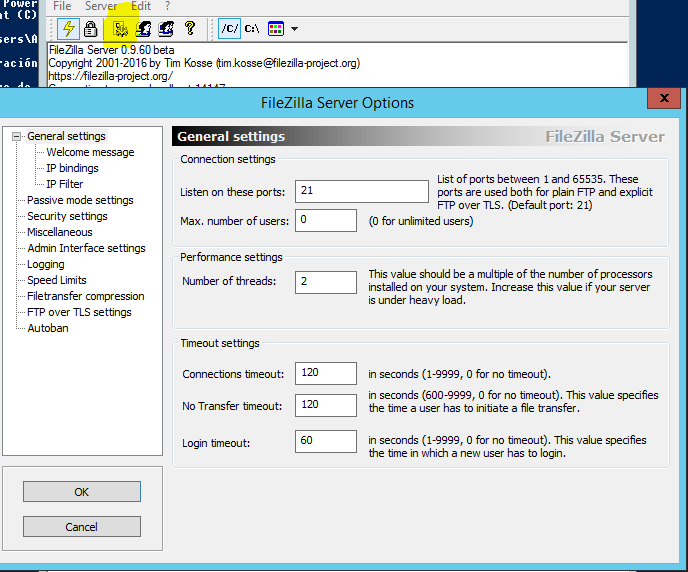 Power
File Server Edit ?
t (C)
/C/ C:\
sers\A
FileZilla Server 0.9.60 beta
ración
Copyright 2001-2016 by Tim Kosse (tim.kosse@filezilla-project.org)
https://filezilla-project.org/
FileZilla Server Options
x
General settings
Welcome message
IP bindings
IP Filter
Passive mode settings
Security settings
Miscellaneous
Admin Interface settings
Logging
Speed Limits
Filetransfer compression
FTP over TLS settings
Autoban
OK
Cancel
General settings
FileZilla Server
Connection settings
Listen on these ports:
21
List of ports between 1 and 65535. These
ports are used both for plain FTP and explicit
FTP over TLS. (Default port: 21)
Max. number of users:
0
(0 for unlimited users)
Performance settings
Number of threads:
2
This value should be a multiple of the number of processors
installed on your system. Increase this value if your server
is under heavy load.
Timeout settings
Connections timeout:
120
in seconds (1-9999, 0 for no timeout).
No Transfer timeout:
120
in seconds (600-9999, 0 for no timeout). This value specifies
the time a user has to initiate a file transfer.
Login timeout:
60
in seconds (1-9999, 0 for no timeout). This value specifies
the time in which a new user has to login.